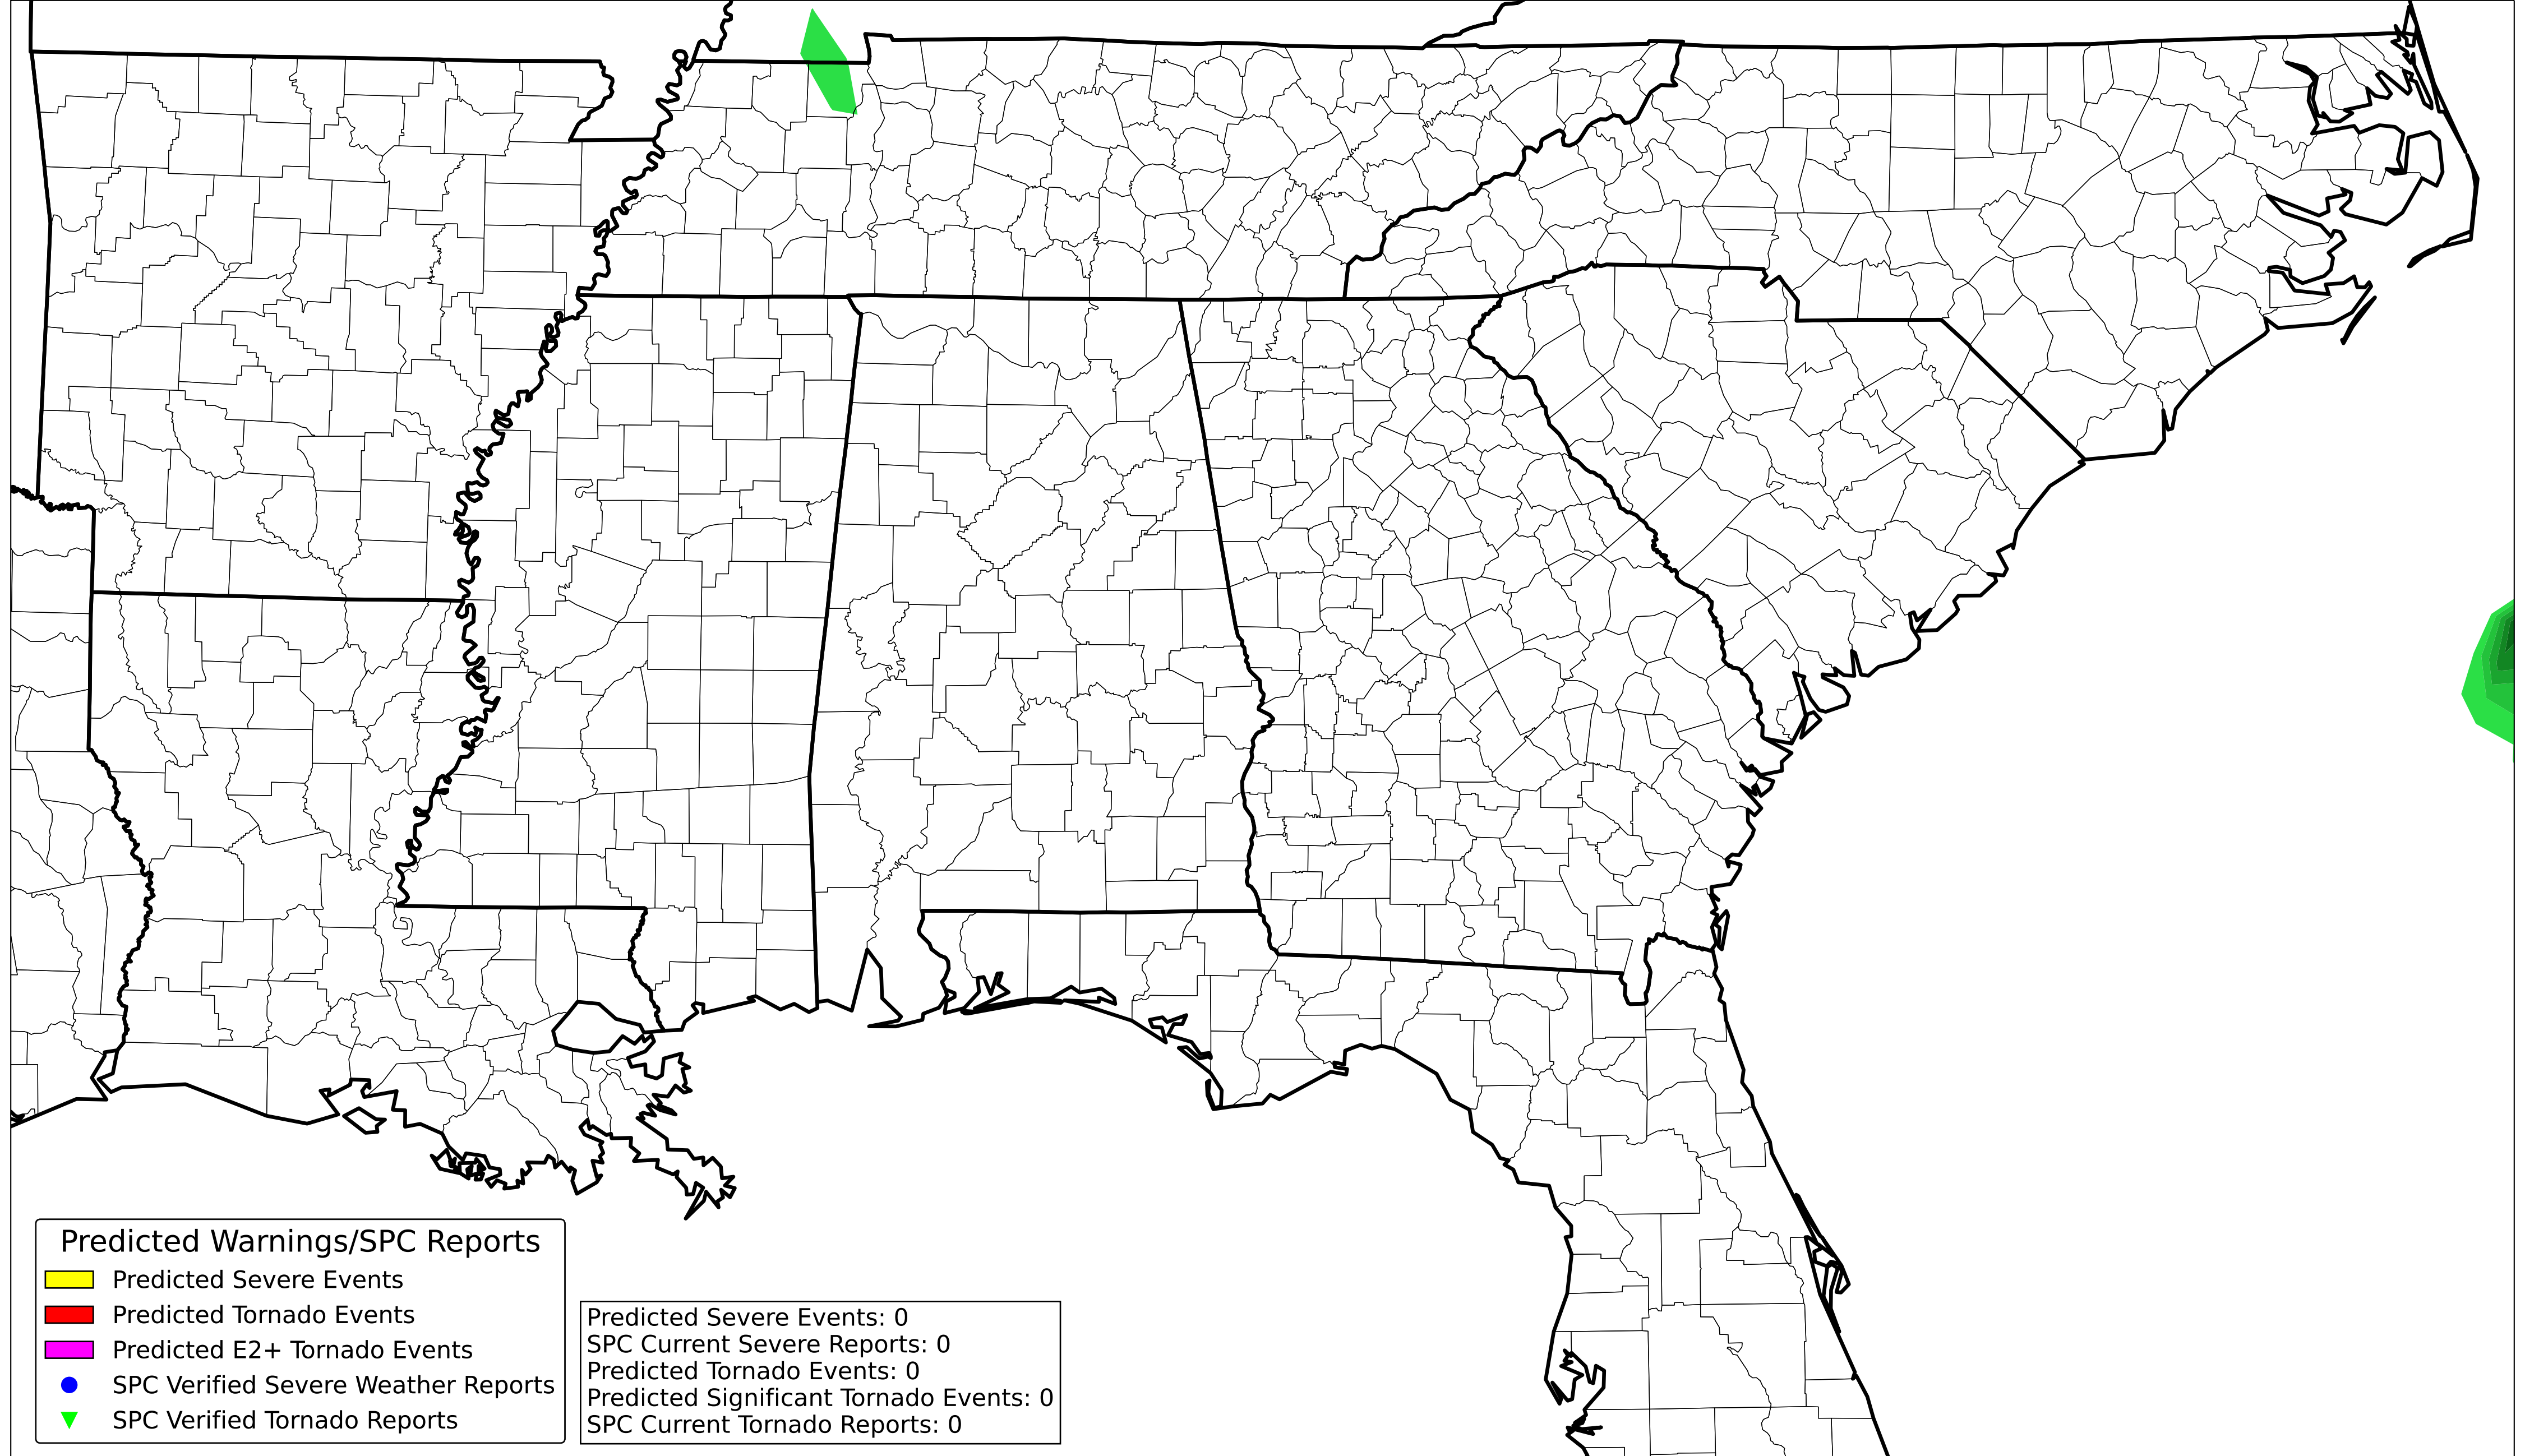 Predicted Warnings/SPC Reports
Predicted Severe Events
Predicted Tornado Events
Predicted E2+ Tornado Events
SPC Verified Severe Weather Reports
SPC Verified Tornado Reports
Predicted Severe Events: 0
SPC Current Severe Reports: 0
Predicted Tornado Events: 0
Predicted Significant Tornado Events: 0
SPC Current Tornado Reports: 0